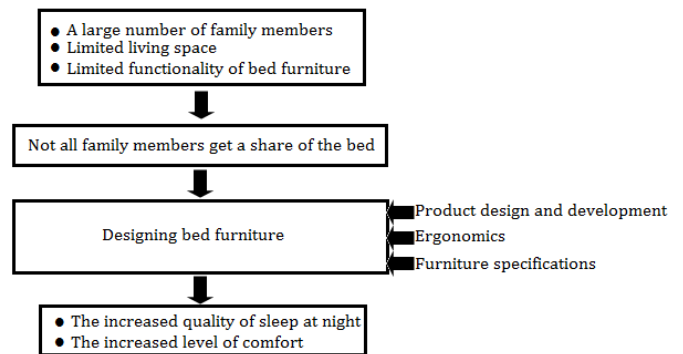 ● A large number of family members
● Limited living space
● Limited functionality of bed furniture
Not all family members get a share of the bed
Designing bed furniture
Product design and development
Ergonomics
Furniture specifications
● The increased quality of sleep at night
● The increased level of comfort